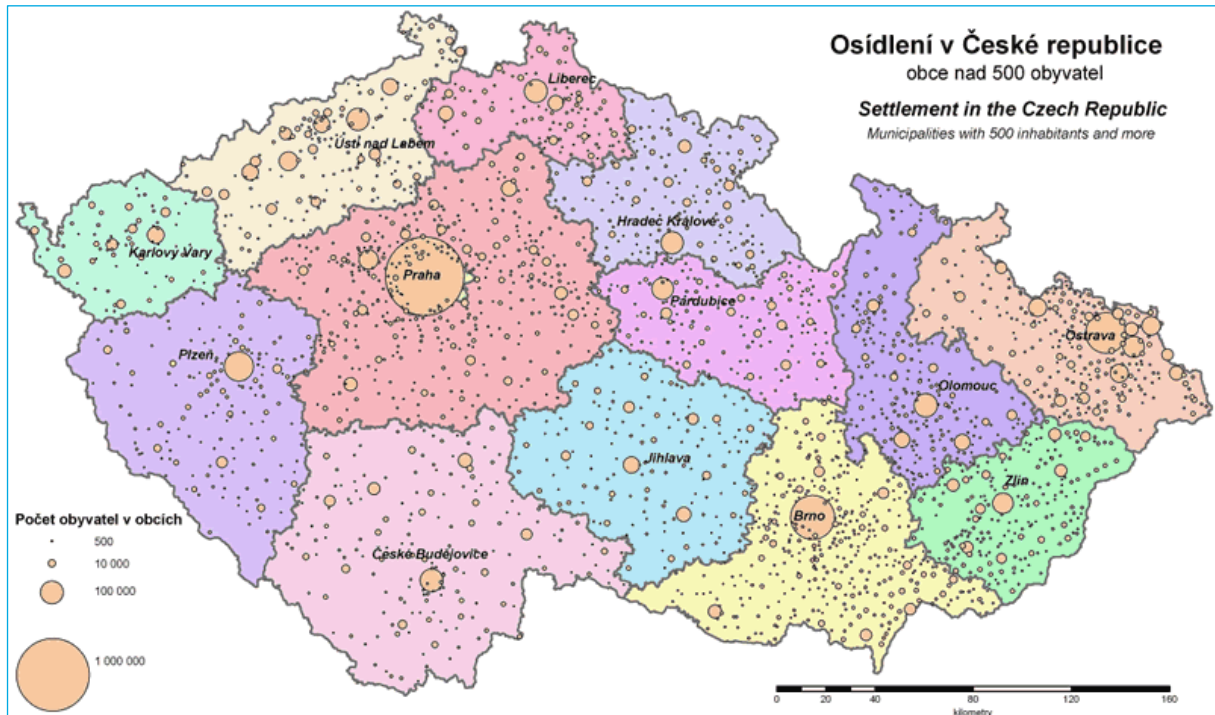 Osídlení v České republice
obce nad 500 obyvatel
Settlement in the Czech Republic
Municipalities with 500 inhabitants and more
Liberec
Ústí nad Labem
Karlovy Vary
Hradec Králové
Praha
Pardubice
Plzeň
Ostrava
Olomouc
Jihlava
Zlín
Brno
České Budějovice
Počet obyvatel v obcích
500
10 000
100 000
1 000 000
0 20 40 80 120 160
kilometry